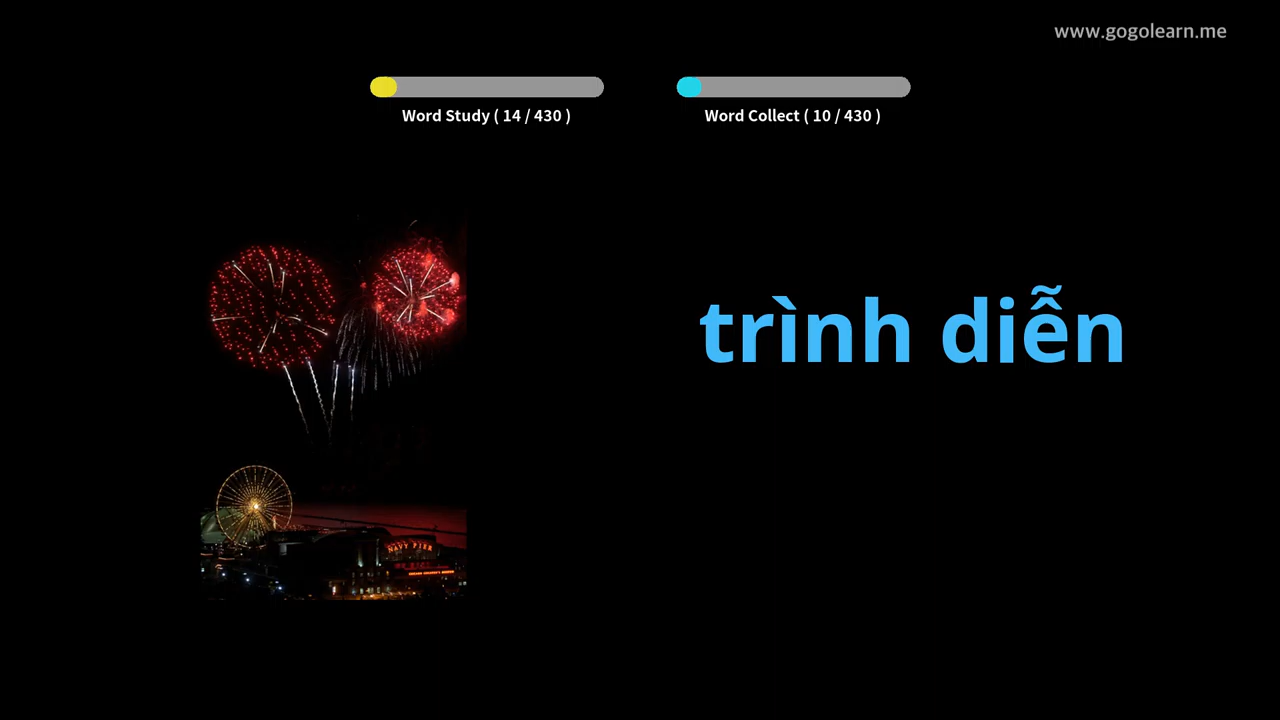 www.gogolearn.me
Word Study ( 14 / 430 )
Word Collect ( 10 / 430 )
trình diễn
NAVY PIER